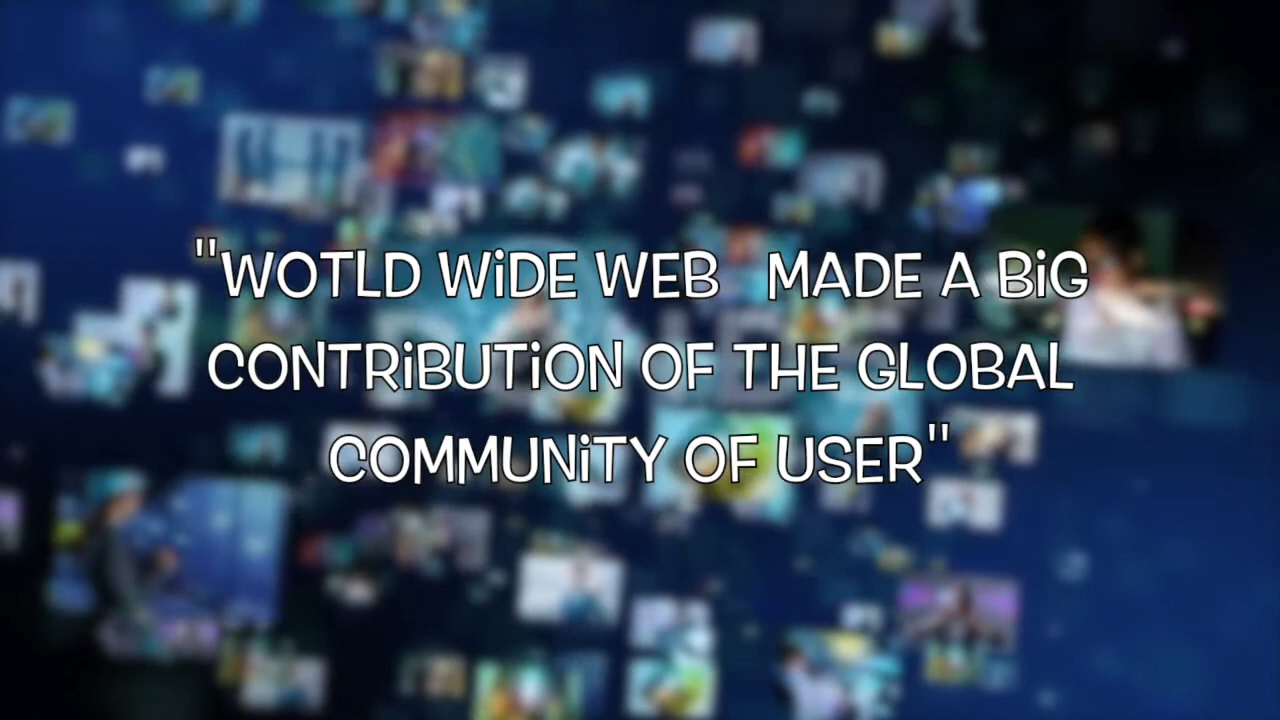 "WOTLD WiDE WEB MADE A BiG
CONTRiBUTiON OF THE GLOBAL
COMMUNiTY OF USER"